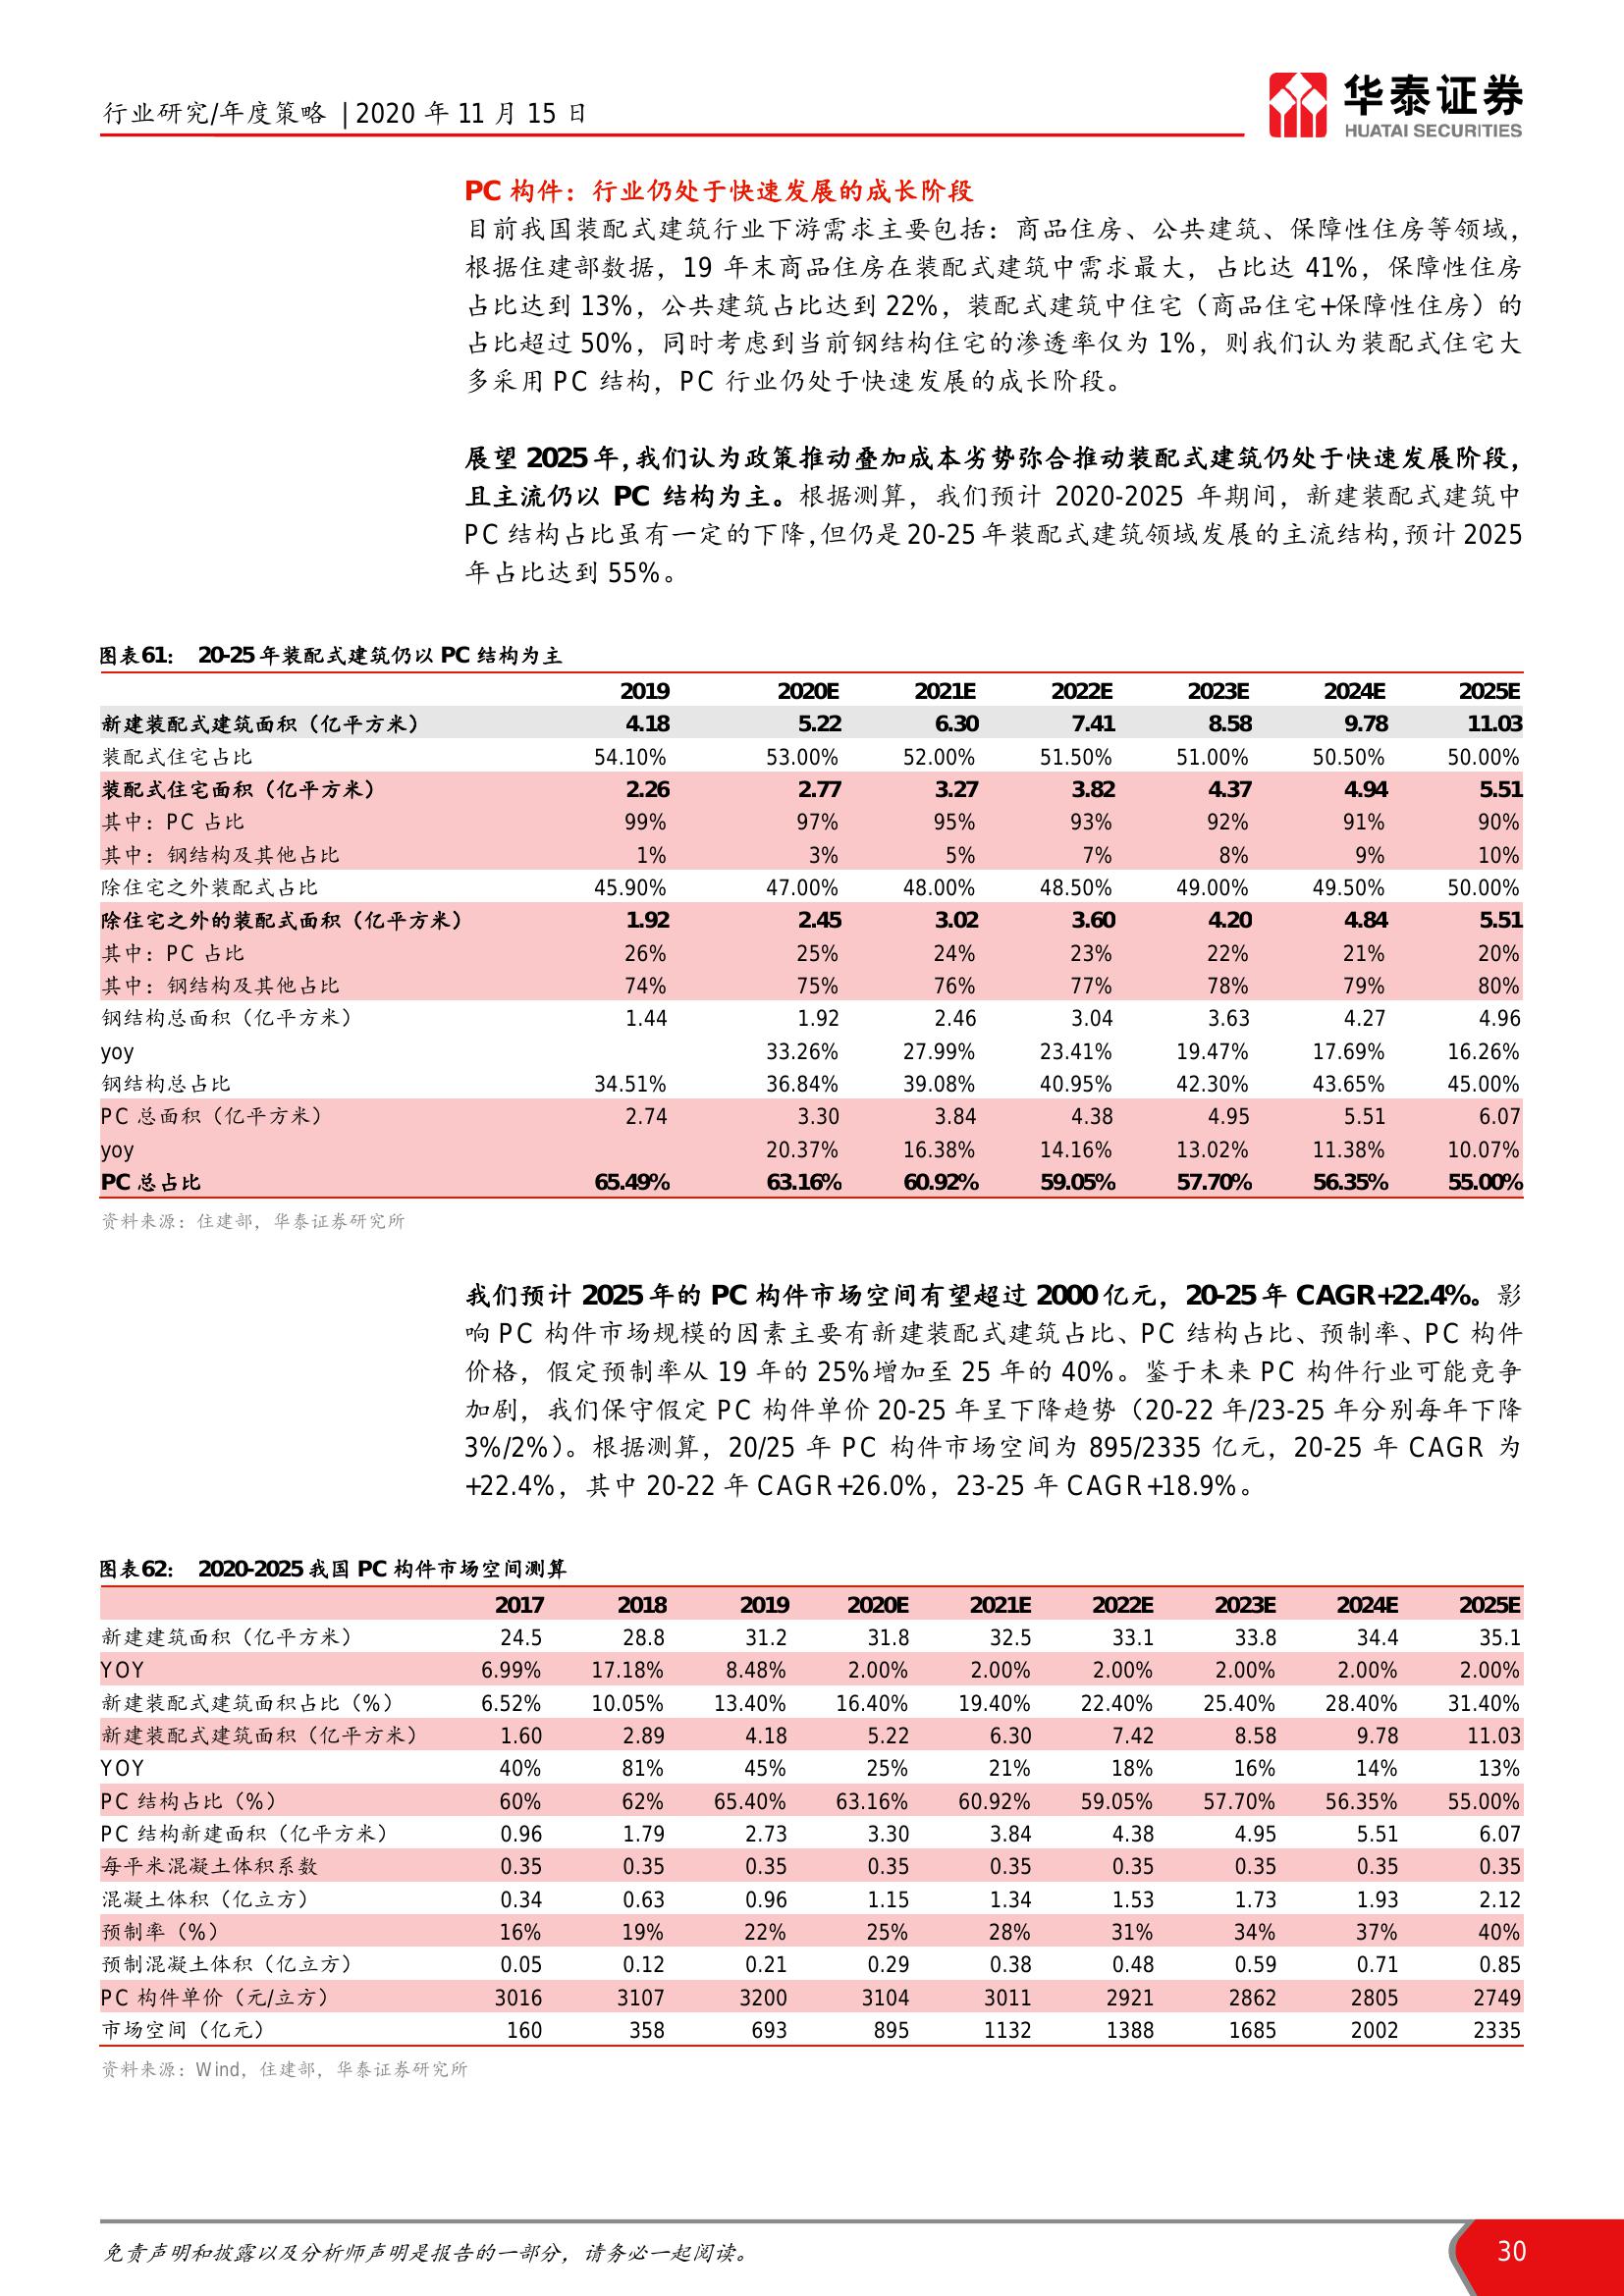 行业研究/年度策略 | 2020 年 11 月 15 日
华泰证券
HUATAI SECURITIES
PC 构件：行业仍处于快速发展的成长阶段
目前我国装配式建筑行业下游需求主要包括：商品住房、公共建筑、保障性住房等领域，
根据住建部数据，19 年末商品住房在装配式建筑中需求最大，占比达 41%，保障性住房
占比达到 13%，公共建筑占比达到 22%，装配式建筑中住宅（商品住宅+保障性住房）的
占比超过 50%，同时考虑到当前钢结构住宅的渗透率仅为 1%，则我们认为装配式住宅大
多采用 PC 结构，PC 行业仍处于快速发展的成长阶段。
展望 2025 年，我们认为政策推动叠加成本劣势弥合推动装配式建筑仍处于快速发展阶段，
且主流仍以 PC 结构为主。根据测算，我们预计 2020-2025 年期间，新建装配式建筑中
PC 结构占比虽有一定的下降，但仍是 20-25 年装配式建筑领域发展的主流结构，预计 2025
年占比达到 55%。
图表61： 20-25 年装配式建筑仍以 PC 结构为主
2019 2020E 2021E 2022E 2023E 2024E 2025E
新建装配式建筑面积（亿平方米） 4.18 5.22 6.30 7.41 8.58 9.78 11.03
装配式住宅占比 54.10% 53.00% 52.00% 51.50% 51.00% 50.50% 50.00%
装配式住宅面积（亿平方米） 2.26 2.77 3.27 3.82 4.37 4.94 5.51
其中：PC 占比 99% 97% 95% 93% 92% 91% 90%
其中：钢结构及其他占比 1% 3% 5% 7% 8% 9% 10%
除住宅之外装配式占比 45.90% 47.00% 48.00% 48.50% 49.00% 49.50% 50.00%
除住宅之外的装配式面积（亿平方米） 1.92 2.45 3.02 3.60 4.20 4.84 5.51
其中：PC 占比 26% 25% 24% 23% 22% 21% 20%
其中：钢结构及其他占比 74% 75% 76% 77% 78% 79% 80%
钢结构总面积（亿平方米） 1.44 1.92 2.46 3.04 3.63 4.27 4.96
yoy 33.26% 27.99% 23.41% 19.47% 17.69% 16.26%
钢结构总占比 34.51% 36.84% 39.08% 40.95% 42.30% 43.65% 45.00%
PC 总面积（亿平方米） 2.74 3.30 3.84 4.38 4.95 5.51 6.07
yoy 20.37% 16.38% 14.16% 13.02% 11.38% 10.07%
PC 总占比 65.49% 63.16% 60.92% 59.05% 57.70% 56.35% 55.00%
资料来源：住建部，华泰证券研究所
我们预计 2025 年的 PC 构件市场空间有望超过 2000 亿元，20-25 年 CAGR+22.4%。影
响 PC 构件市场规模的因素主要有新建装配式建筑占比、PC 结构占比、预制率、PC 构件
价格，假定预制率从 19 年的 25%增加至 25 年的 40%。鉴于未来 PC 构件行业可能竞争
加剧，我们保守假定 PC 构件单价 20-25 年呈下降趋势（20-22 年/23-25 年分别每年下降
3%/2%）。根据测算，20/25 年 PC 构件市场空间为 895/2335 亿元，20-25 年 CAGR 为
+22.4%，其中 20-22 年 CAGR+26.0%，23-25 年 CAGR+18.9%。
图表62： 2020-2025 我国 PC 构件市场空间测算
2017 2018 2019 2020E 2021E 2022E 2023E 2024E 2025E
新建建筑面积（亿平方米） 24.5 28.8 31.2 31.8 32.5 33.1 33.8 34.4 35.1
YOY 6.99% 17.18% 8.48% 2.00% 2.00% 2.00% 2.00% 2.00% 2.00%
新建装配式建筑面积占比（%） 6.52% 10.05% 13.40% 16.40% 19.40% 22.40% 25.40% 28.40% 31.40%
新建装配式建筑面积（亿平方米） 1.60 2.89 4.18 5.22 6.30 7.42 8.58 9.78 11.03
YOY 40% 81% 45% 25% 21% 18% 16% 14% 13%
PC 结构占比（%） 60% 62% 65.40% 63.16% 60.92% 59.05% 57.70% 56.35% 55.00%
PC 结构新建面积（亿平方米） 0.96 1.79 2.73 3.30 3.84 4.38 4.95 5.51 6.07
每平米混凝土体积系数 0.35 0.35 0.35 0.35 0.35 0.35 0.35 0.35 0.35
混凝土体积（亿立方） 0.34 0.63 0.96 1.15 1.34 1.53 1.73 1.93 2.12
预制率（%） 16% 19% 22% 25% 28% 31% 34% 37% 40%
预制混凝土体积（亿立方） 0.05 0.12 0.21 0.29 0.38 0.48 0.59 0.71 0.85
PC 构件单价（元/立方） 3016 3107 3200 3104 3011 2921 2862 2805 2749
市场空间（亿元） 160 358 693 895 1132 1388 1685 2002 2335
资料来源：Wind，住建部，华泰证券研究所
免责声明和披露以及分析师声明是报告的一部分，请务必一起阅读。
30